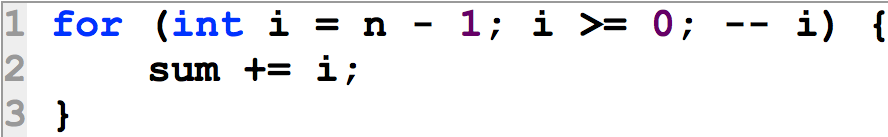 1 for (int i = n - 1; i >= 0; -- i) {
2     sum += i;
3 }